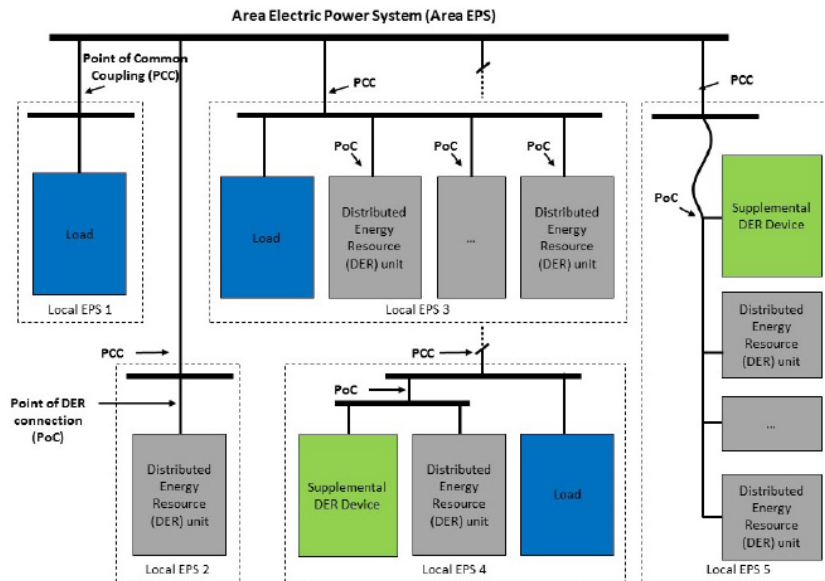 Area Electric Power System (Area EPS)
Point of Common
Coupling (PCC)
PCC
PCC
PoC
PoC
PoC
Load
Load
Distributed
Energy
Resource
(DER) unit
...
Distributed
Energy
Resource
(DER) unit
Local EPS 1
Local EPS 3
PoC
Supplemental
DER Device
Distributed
Energy
Resource
(DER) unit
...
Distributed
Energy
Resource
(DER) unit
Local EPS 5
PCC
Point of DER
connection
(PoC)
Distributed
Energy
Resource
(DER) unit
Local EPS 2
PCC
PoC
Supplemental
DER Device
Distributed
Energy
Resource
(DER) unit
Load
Local EPS 4